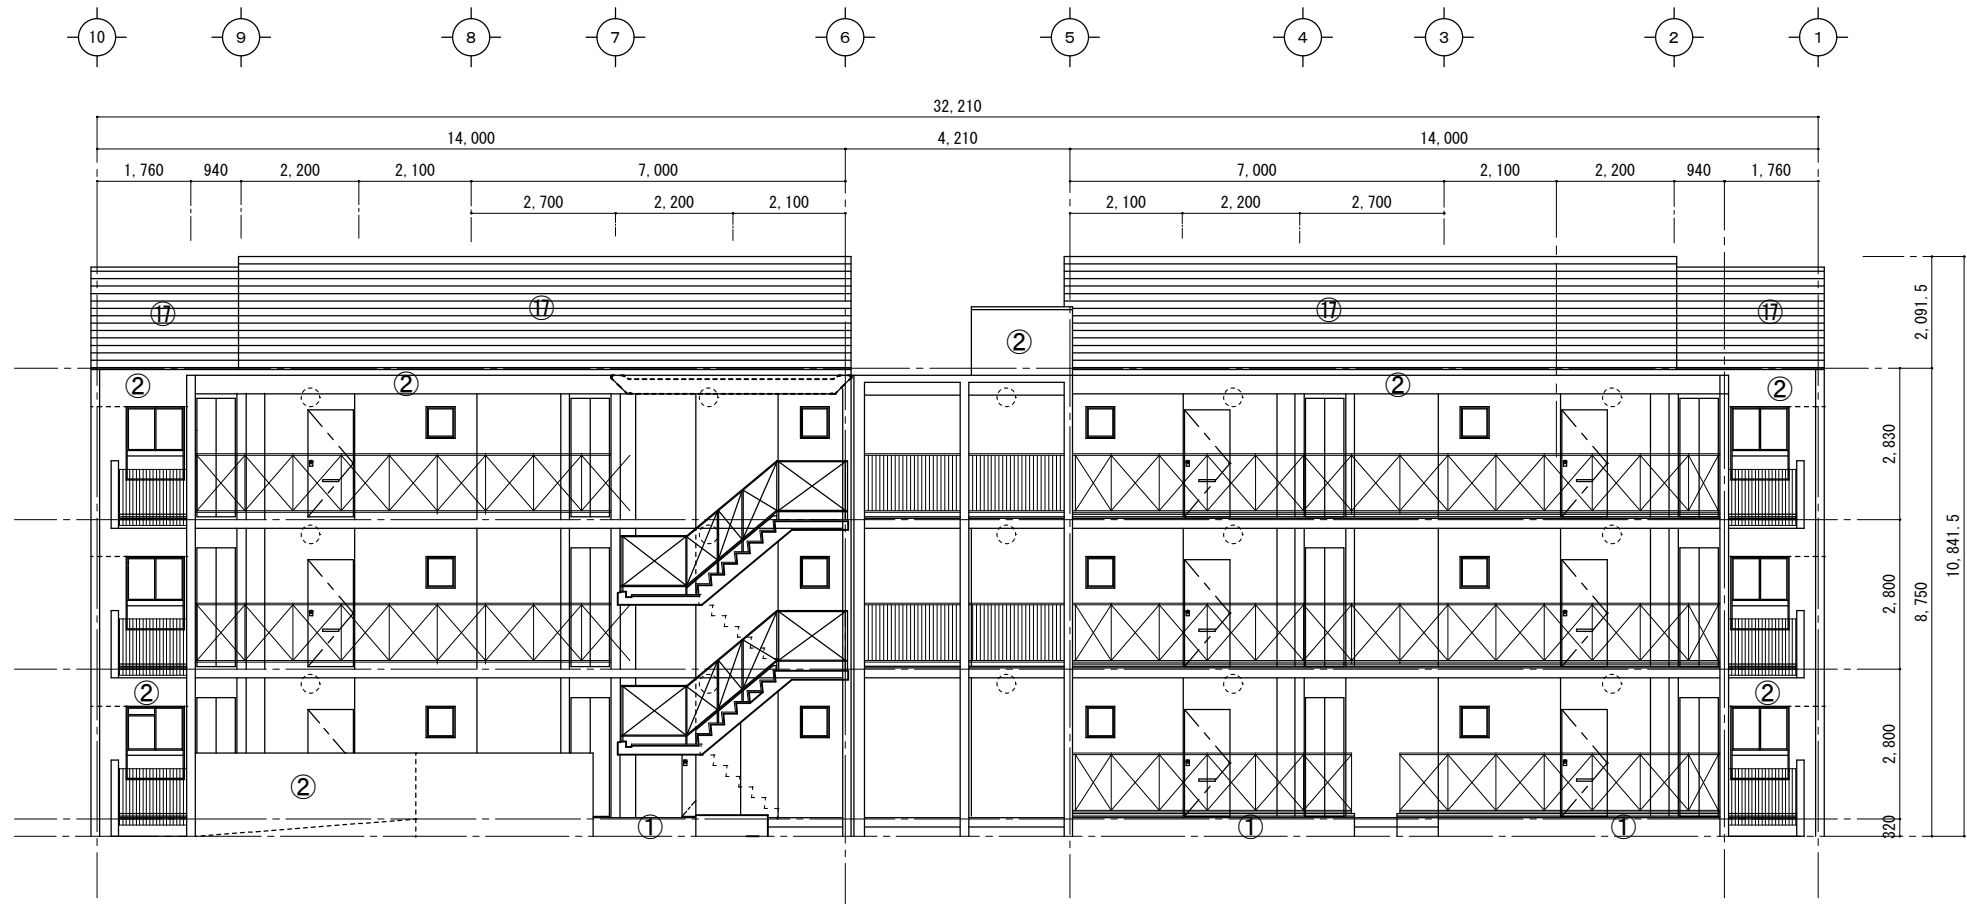 10 9 8 7 6 5 4 3 2 1
32,210
14,000 4,210 14,000
1,760 940 2,200 2,100 7,000 7,000 2,100 2,200 940 1,760
2,700 2,200 2,100 2,100 2,200 2,700
⑰ ⑰ ⑰ ⑰
②
② ② ② ②
② ②
②
① ① ①
2,091.5
2,830
2,800
2,800
320
8,750
10,841.5